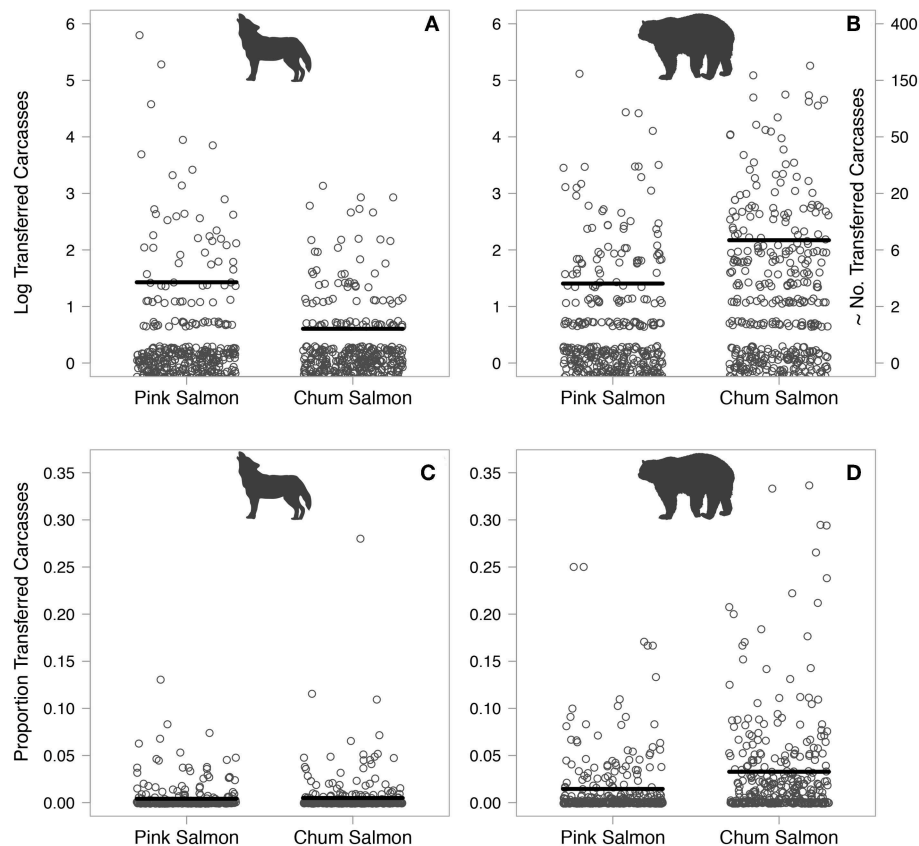 A
B
6
5
4
3
2
1
0
Log Transferred Carcasses
Pink Salmon
Chum Salmon
6
5
4
3
2
1
0
Pink Salmon
Chum Salmon
400
150
50
20
6
2
0
~ No. Transferred Carcasses
C
D
0.35
0.30
0.25
0.20
0.15
0.10
0.05
0.00
Proportion Transferred Carcasses
Pink Salmon
Chum Salmon
0.35
0.30
0.25
0.20
0.15
0.10
0.05
0.00
Pink Salmon
Chum Salmon